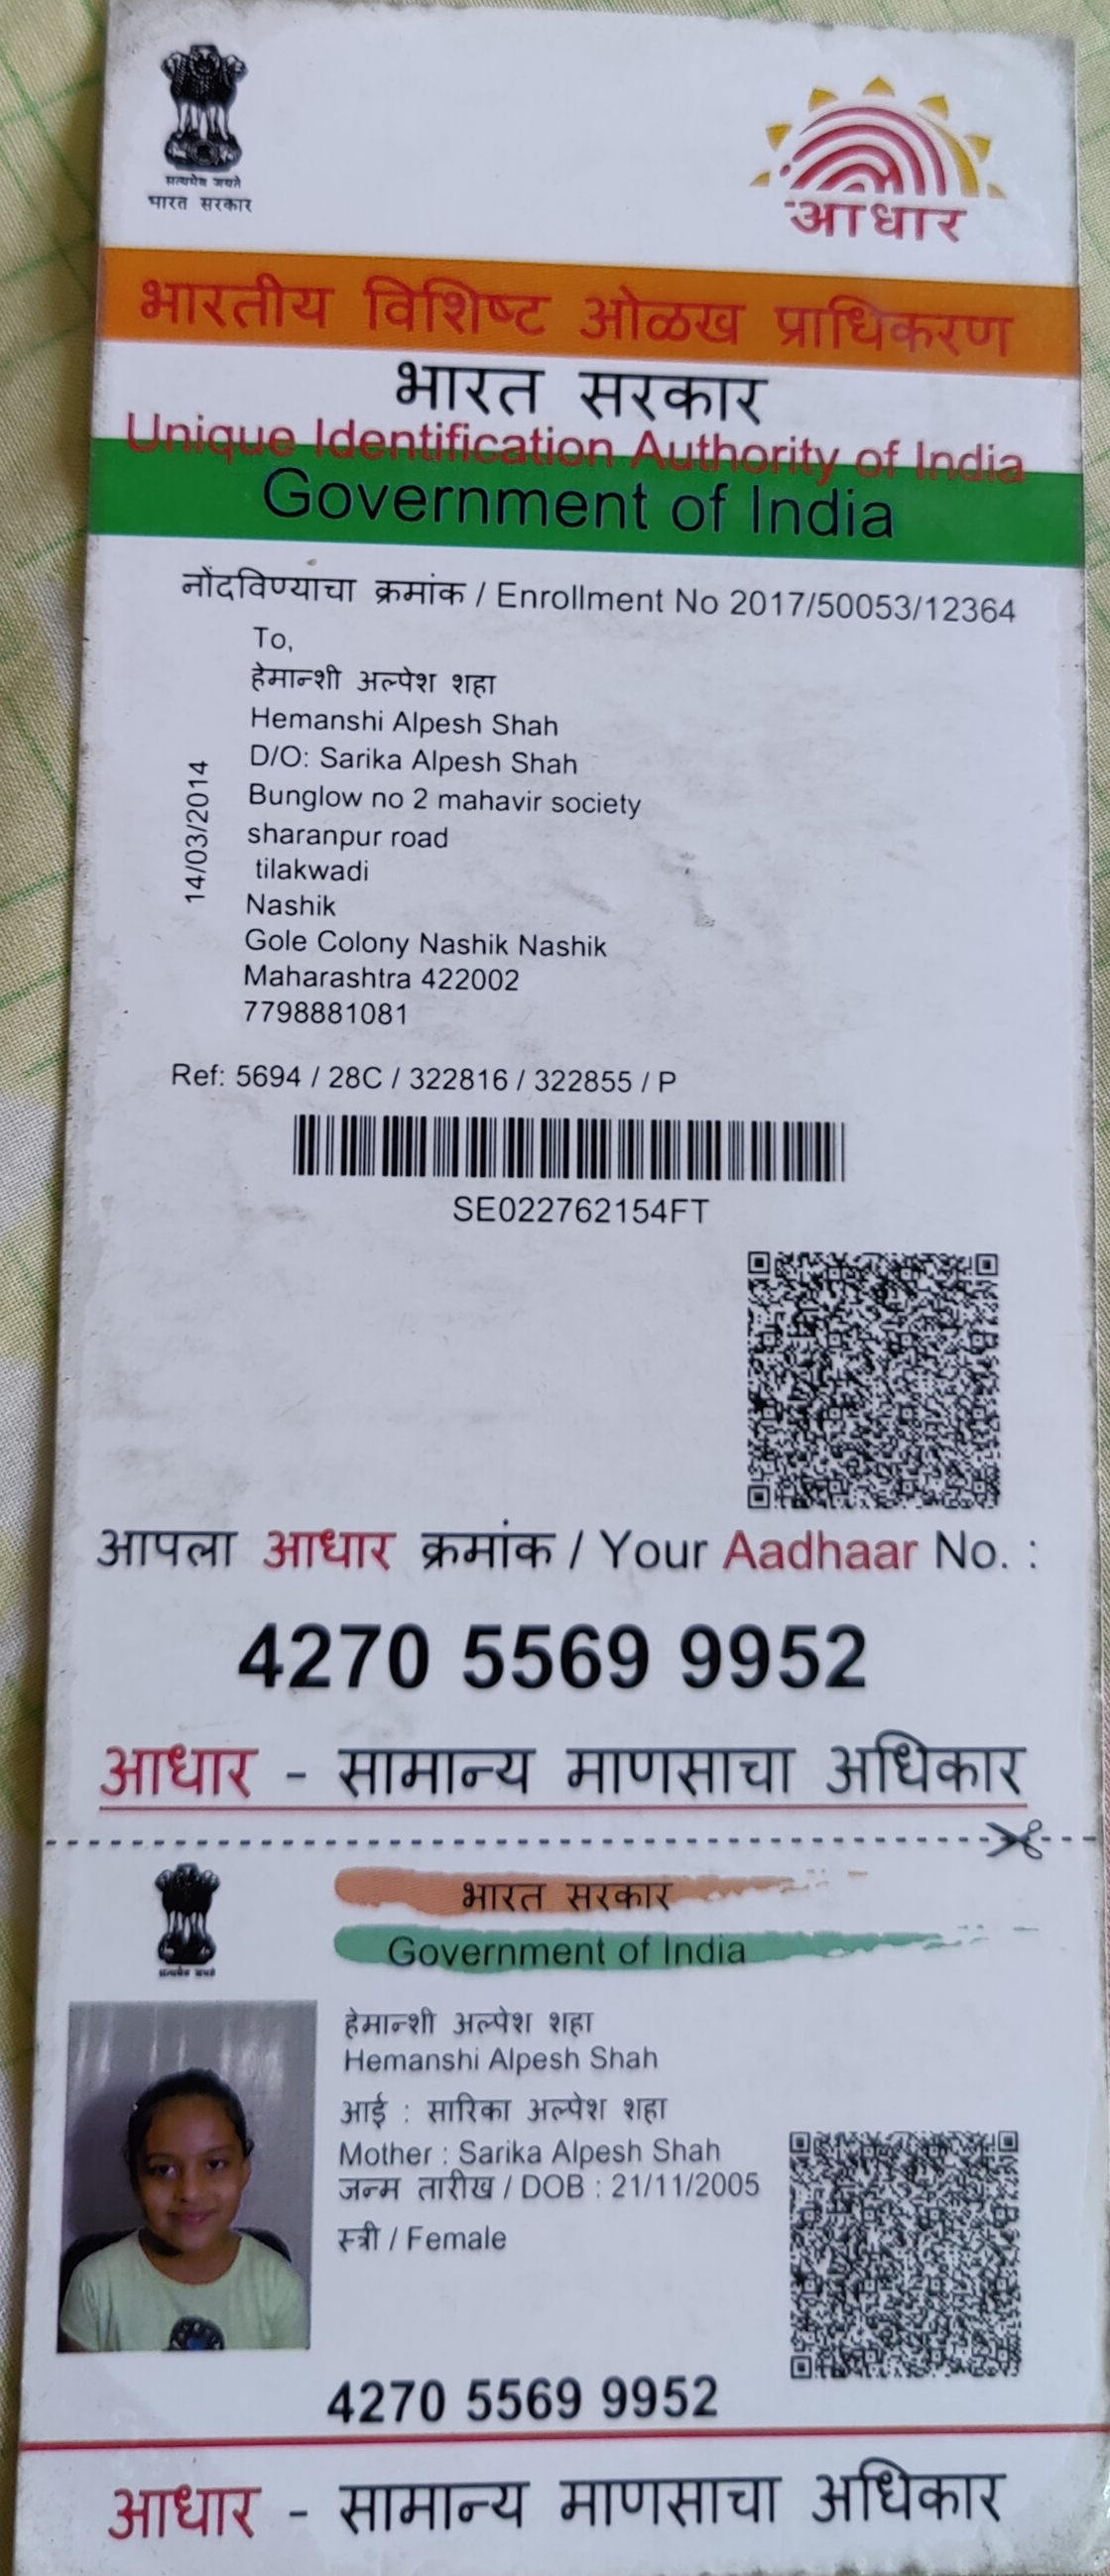 सत्यमेव जयते
भारत सरकार
आधार
भारतीय विशिष्ट ओळख प्राधिकरण
भारत सरकार
Unique Identification Authority of India
Government of India
नोंदविण्याचा क्रमांक / Enrollment No 2017/50053/12364
To,
हेमान्शी अल्पेश शहा
Hemanshi Alpesh Shah
D/O: Sarika Alpesh Shah
Bunglow no 2 mahavir society
sharanpur road
tilakwadi
Nashik
Gole Colony Nashik Nashik
Maharashtra 422002
7798881081
14/03/2014
Ref: 5694 / 28C / 322816 / 322855 / P
SE022762154FT
आपला आधार क्रमांक / Your Aadhaar No. :
4270 5569 9952
आधार - सामान्य माणसाचा अधिकार
सत्यमेव जयते
भारत सरकार
Government of India
हेमान्शी अल्पेश शहा
Hemanshi Alpesh Shah
आई : सारिका अल्पेश शहा
Mother : Sarika Alpesh Shah
जन्म तारीख / DOB : 21/11/2005
स्त्री / Female
4270 5569 9952
आधार - सामान्य माणसाचा अधिकार